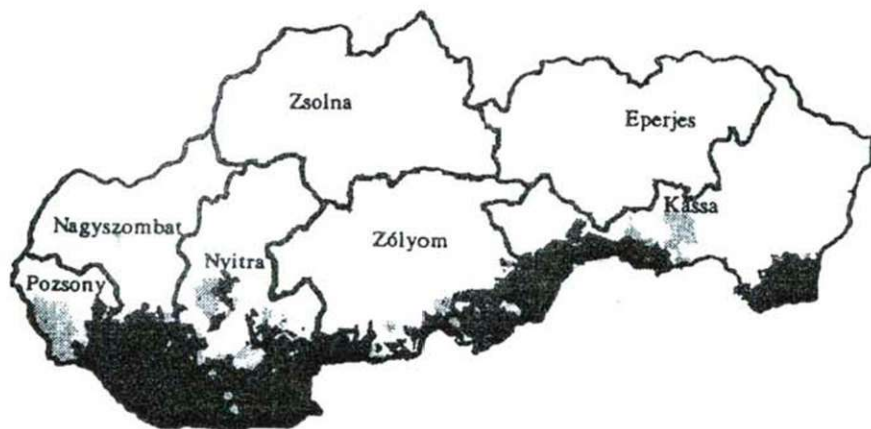 Zsolna
Eperjes
Kassa
Nagyszombat
Zólyom
Nyitra
Pozsony